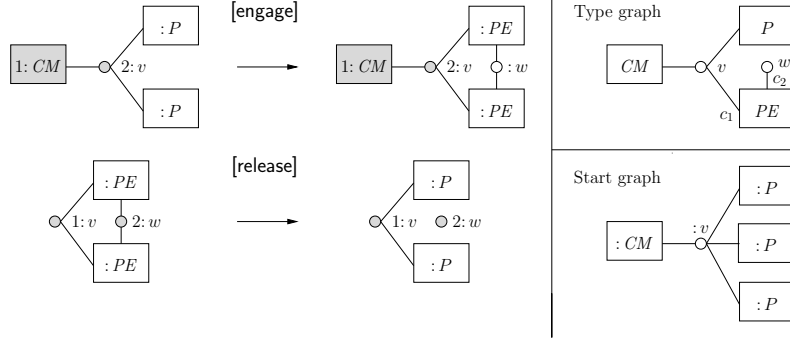 [engage]
: P
1: CM
2: v
: P
: PE
1: CM
2: v
: w
: PE
[release]
: PE
1: v
2: w
: PE
: P
1: v
2: w
: P
Type graph
P
CM
v
w
c2
c1
PE
Start graph
: P
: v
: CM
: P
: P